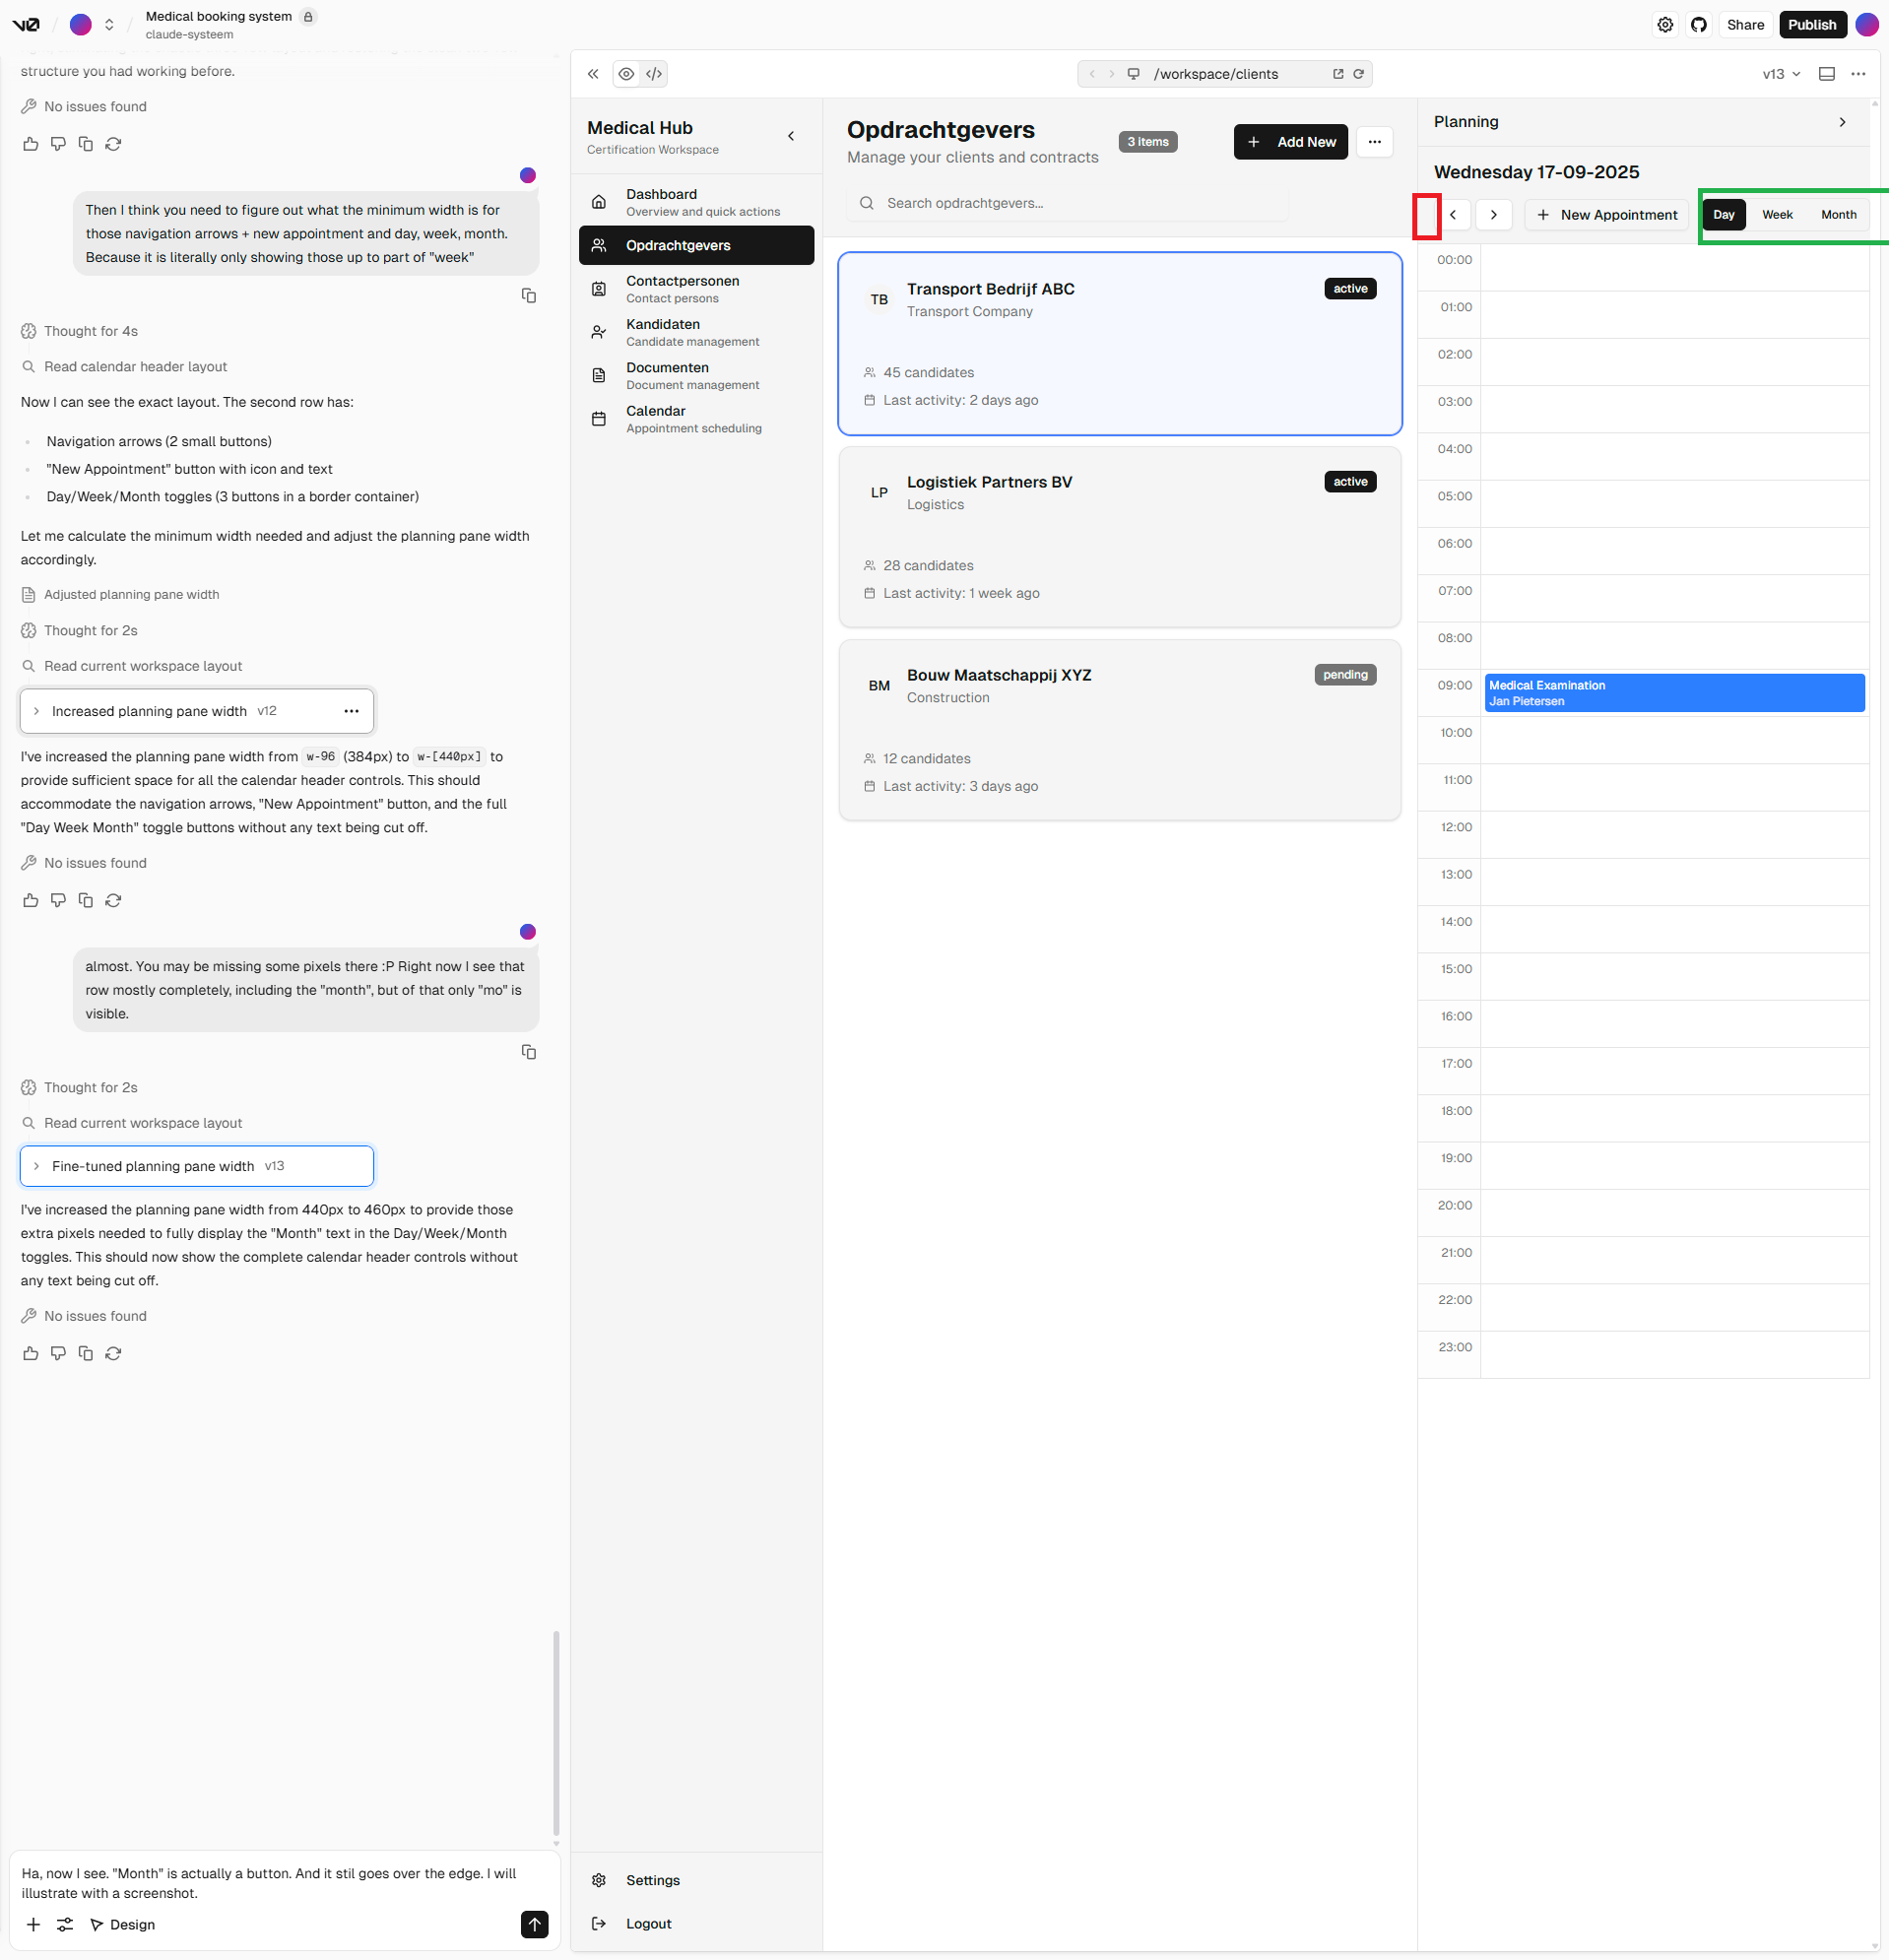 v0
Medical booking system
claude-systeem
Share
Publish
structure you had working before.
No issues found
Then I think you need to figure out what the minimum width is for
those navigation arrows + new appointment and day, week, month.
Because it is literally only showing those up to part of "week"
Thought for 4s
Read calendar header layout
Now I can see the exact layout. The second row has:
Navigation arrows (2 small buttons)
"New Appointment" button with icon and text
Day/Week/Month toggles (3 buttons in a border container)
Let me calculate the minimum width needed and adjust the planning pane width
accordingly.
Adjusted planning pane width
Thought for 2s
Read current workspace layout
Increased planning pane width v12
I've increased the planning pane width from w-96 (384px) to w-[440px] to
provide sufficient space for all the calendar header controls. This should
accommodate the navigation arrows, "New Appointment" button, and the full
"Day Week Month" toggle buttons without any text being cut off.
No issues found
almost. You may be missing some pixels there :P Right now I see that
row mostly completely, including the "month", but of that only "mo" is
visible.
Thought for 2s
Read current workspace layout
Fine-tuned planning pane width v13
I've increased the planning pane width from 440px to 460px to provide those
extra pixels needed to fully display the "Month" text in the Day/Week/Month
toggles. This should now show the complete calendar header controls without
any text being cut off.
No issues found
Ha, now I see. "Month" is actually a button. And it stil goes over the edge. I will
illustrate with a screenshot.
Design
/workspace/clients
v13
Medical Hub
Certification Workspace
Dashboard
Overview and quick actions
Opdrachtgevers
Contactpersonen
Contact persons
Kandidaten
Candidate management
Documenten
Document management
Calendar
Appointment scheduling
Settings
Logout
Opdrachtgevers
Manage your clients and contracts
3 items
Add New
Search opdrachtgevers...
TB
Transport Bedrijf ABC
Transport Company
active
45 candidates
Last activity: 2 days ago
LP
Logistiek Partners BV
Logistics
active
28 candidates
Last activity: 1 week ago
BM
Bouw Maatschappij XYZ
Construction
pending
12 candidates
Last activity: 3 days ago
Planning
Wednesday 17-09-2025
New Appointment
Day Week Month
00:00
01:00
02:00
03:00
04:00
05:00
06:00
07:00
08:00
09:00
Medical Examination
Jan Pietersen
10:00
11:00
12:00
13:00
14:00
15:00
16:00
17:00
18:00
19:00
20:00
21:00
22:00
23:00